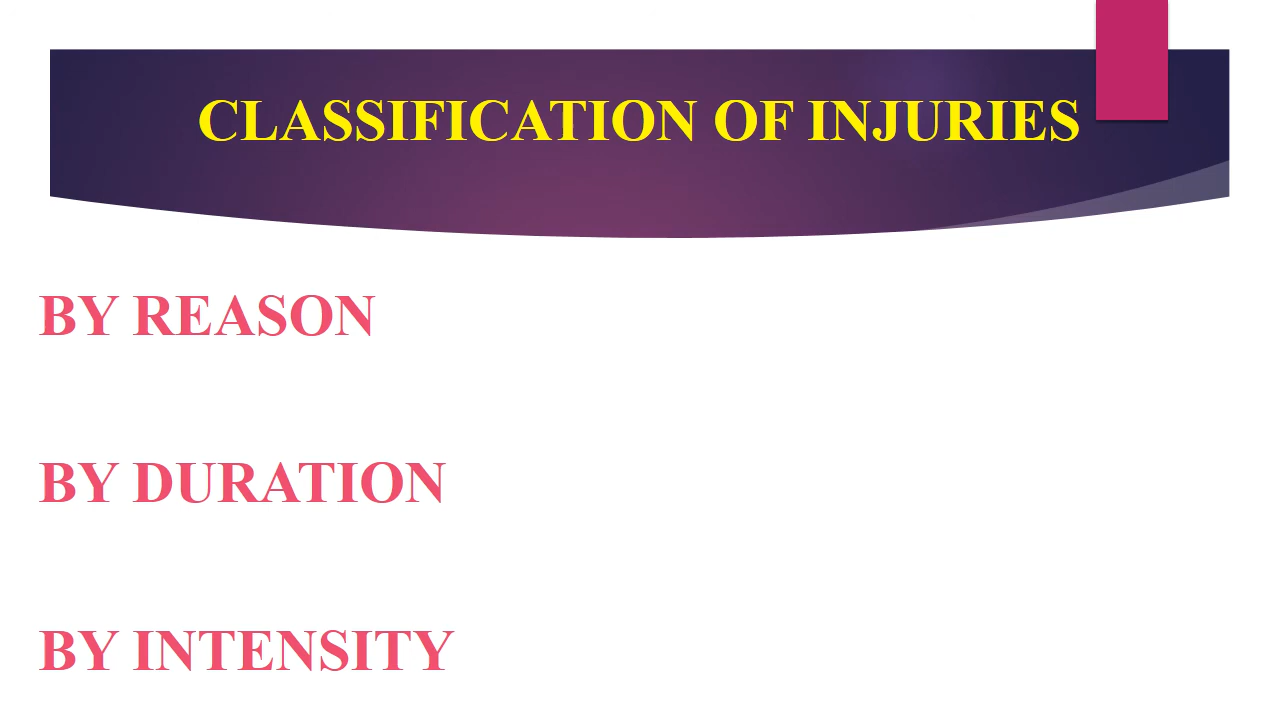 CLASSIFICATION OF INJURIES
BY REASON
BY DURATION
BY INTENSITY